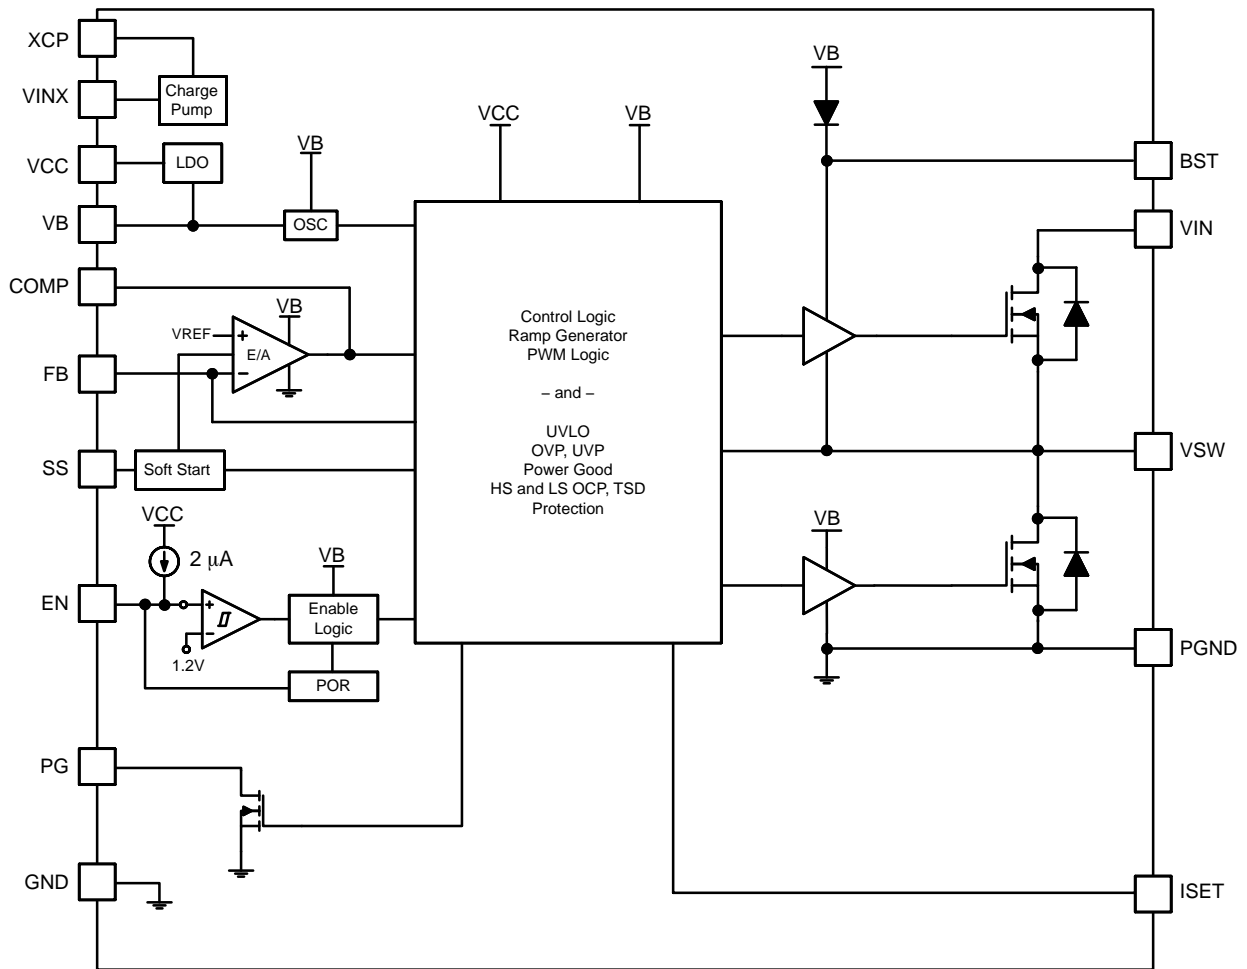 XCP
VINX
Charge
Pump
VCC
LDO
VB
VB
OSC
COMP
VREF
+
E/A
−
VB
FB
SS
Soft Start
VCC
2 μA
EN
+
−
1.2V
VB
Enable
Logic
POR
PG
GND
VCC
VB
Control Logic
Ramp Generator
PWM Logic
– and –
UVLO
OVP, UVP
Power Good
HS and LS OCP, TSD
Protection
VB
BST
VIN
VSW
VB
PGND
ISET